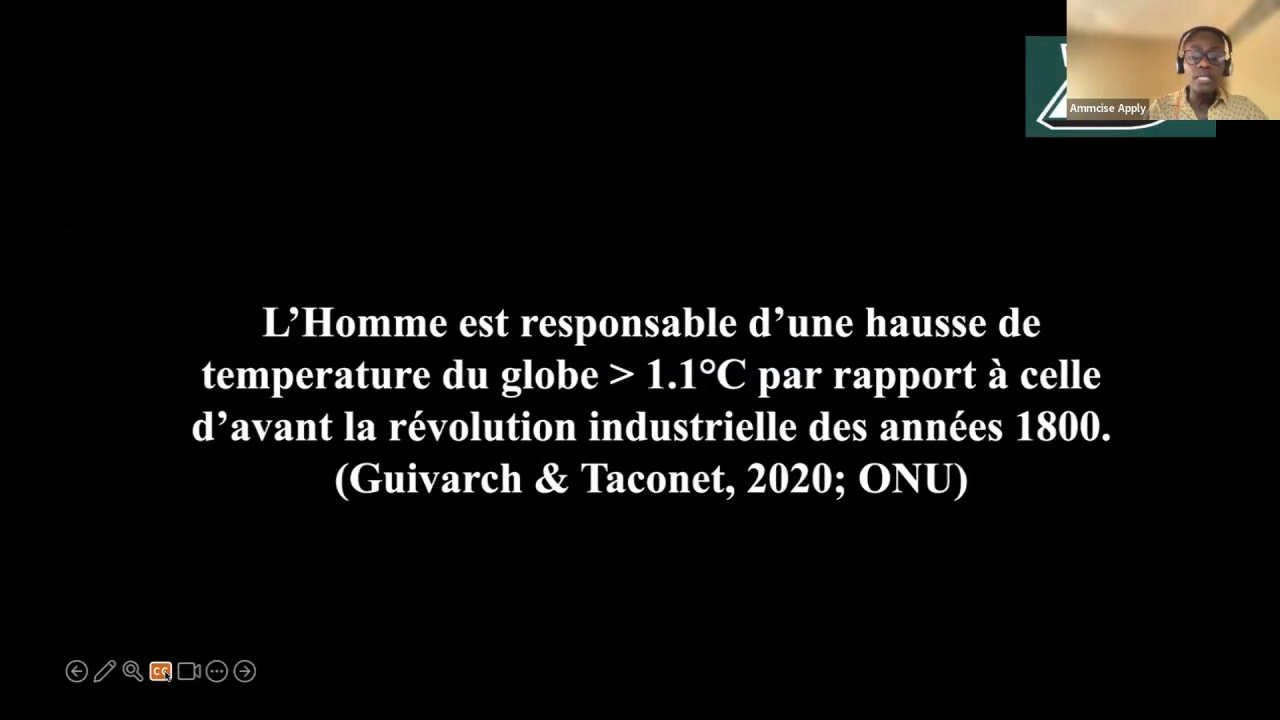 Ammcise Apply
L’Homme est responsable d’une hausse de
temperature du globe > 1.1°C par rapport à celle
d’avant la révolution industrielle des années 1800.
(Guivarch & Taconet, 2020; ONU)
CC